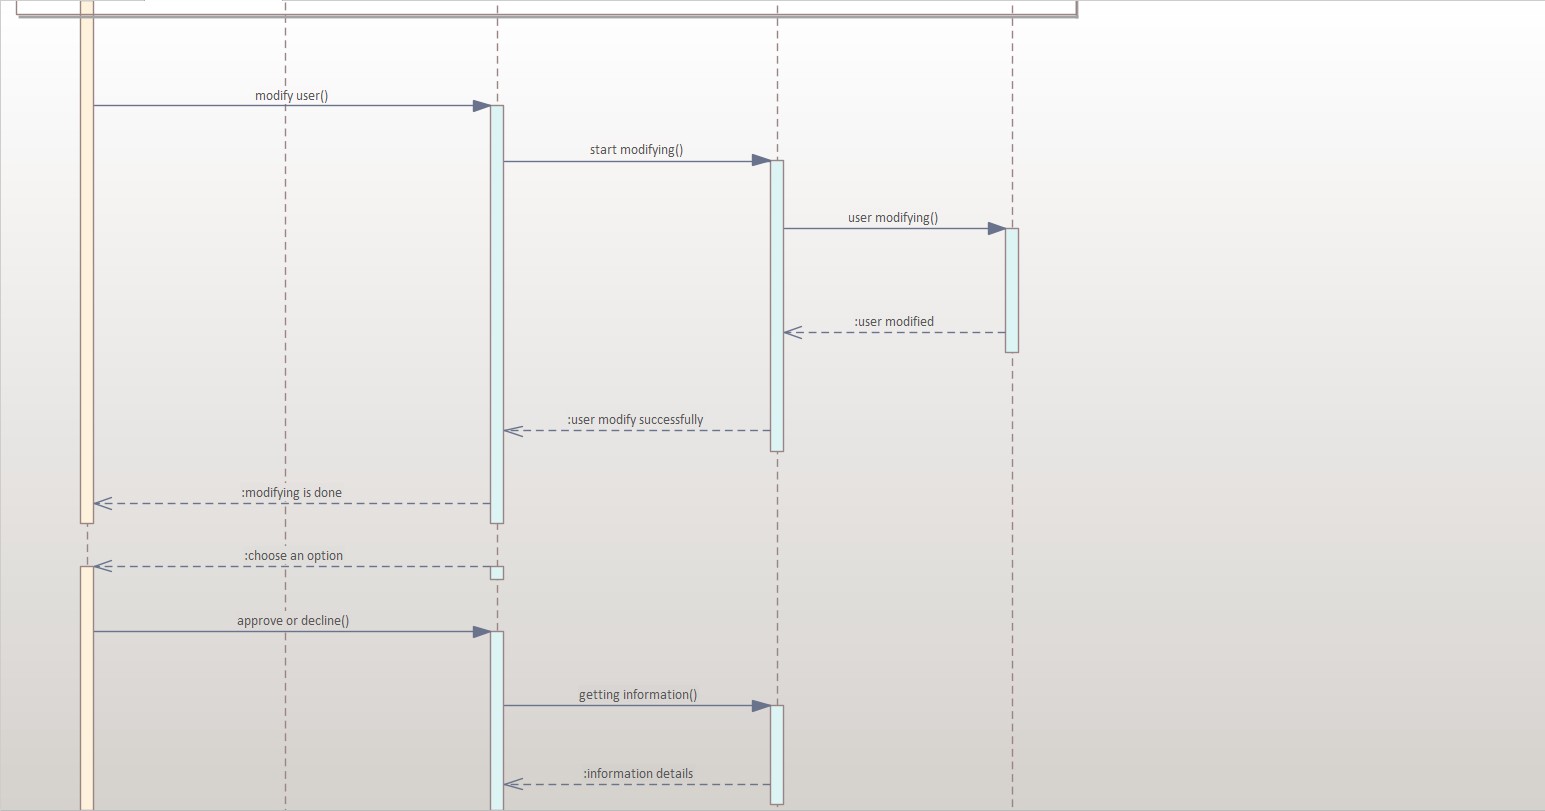 modify user()
start modifying()
user modifying()
:user modified
:user modify successfully
:modifying is done
:choose an option
approve or decline()
getting information()
:information details